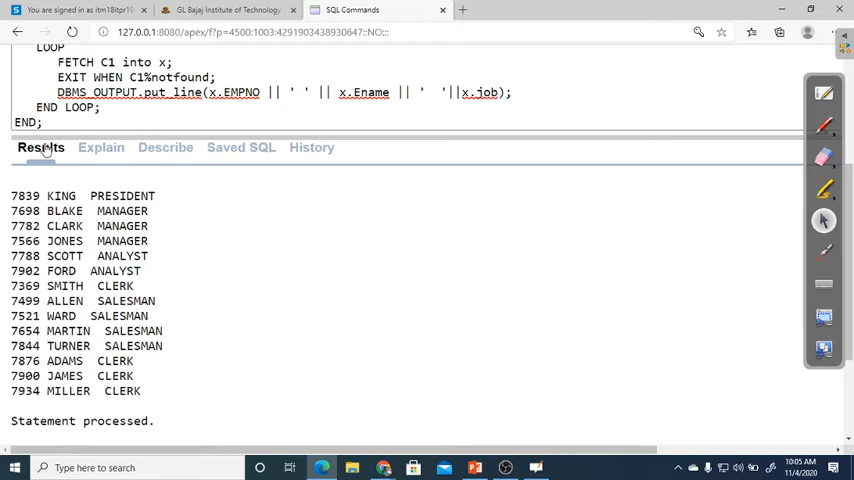 You are signed in as itm18itpr19
GL Bajaj Institute of Technology
SQL Commands
127.0.0.1:8080/apex/f?p=4500:1003:4291903438930647::NO:::
LOOP
FETCH C1 into x;
EXIT WHEN C1%notfound;
DBMS_OUTPUT.put_line(x.EMPNO || ' ' || x.Ename || '  '||x.job);
END LOOP;
END;
Results Explain Describe Saved SQL History
7839 KING  PRESIDENT
7698 BLAKE  MANAGER
7782 CLARK  MANAGER
7566 JONES  MANAGER
7788 SCOTT  ANALYST
7902 FORD  ANALYST
7369 SMITH  CLERK
7499 ALLEN  SALESMAN
7521 WARD  SALESMAN
7654 MARTIN  SALESMAN
7844 TURNER  SALESMAN
7876 ADAMS  CLERK
7900 JAMES  CLERK
7934 MILLER  CLERK
Statement processed.
Type here to search
10:05 AM
11/4/2020